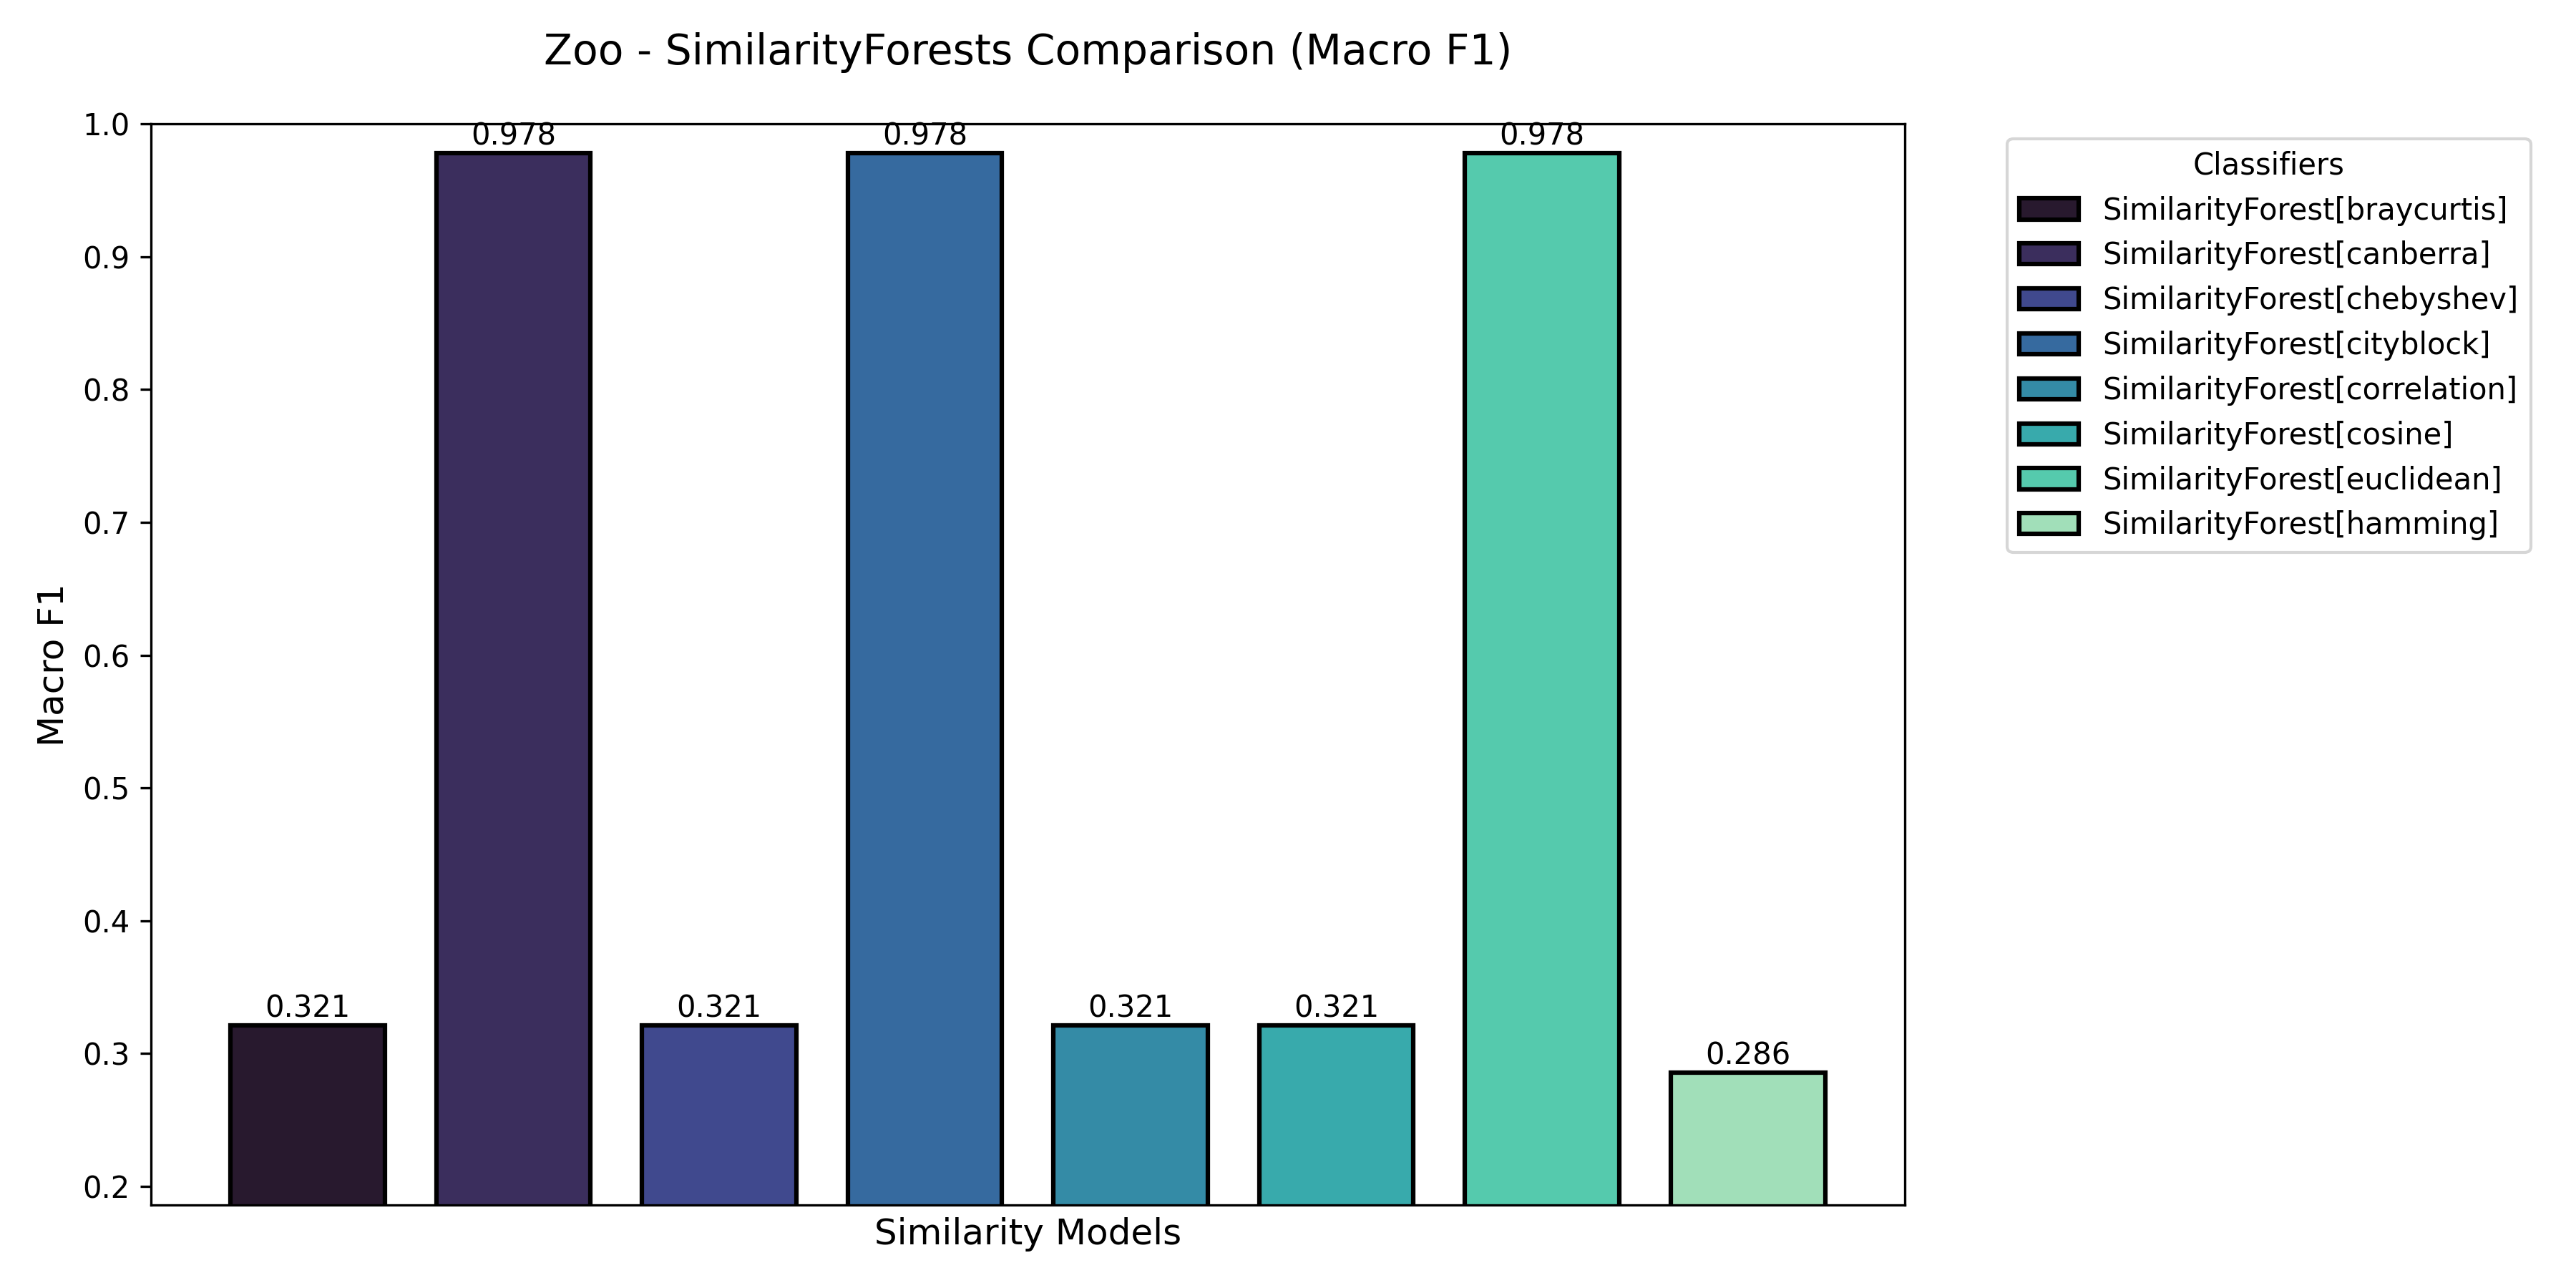 Zoo - SimilarityForests Comparison (Macro F1)
Macro F1
1.0
0.9
0.8
0.7
0.6
0.5
0.4
0.3
0.2
0.321
0.978
0.321
0.978
0.321
0.321
0.978
0.286
Similarity Models
Classifiers
SimilarityForest[braycurtis]
SimilarityForest[canberra]
SimilarityForest[chebyshev]
SimilarityForest[cityblock]
SimilarityForest[correlation]
SimilarityForest[cosine]
SimilarityForest[euclidean]
SimilarityForest[hamming]